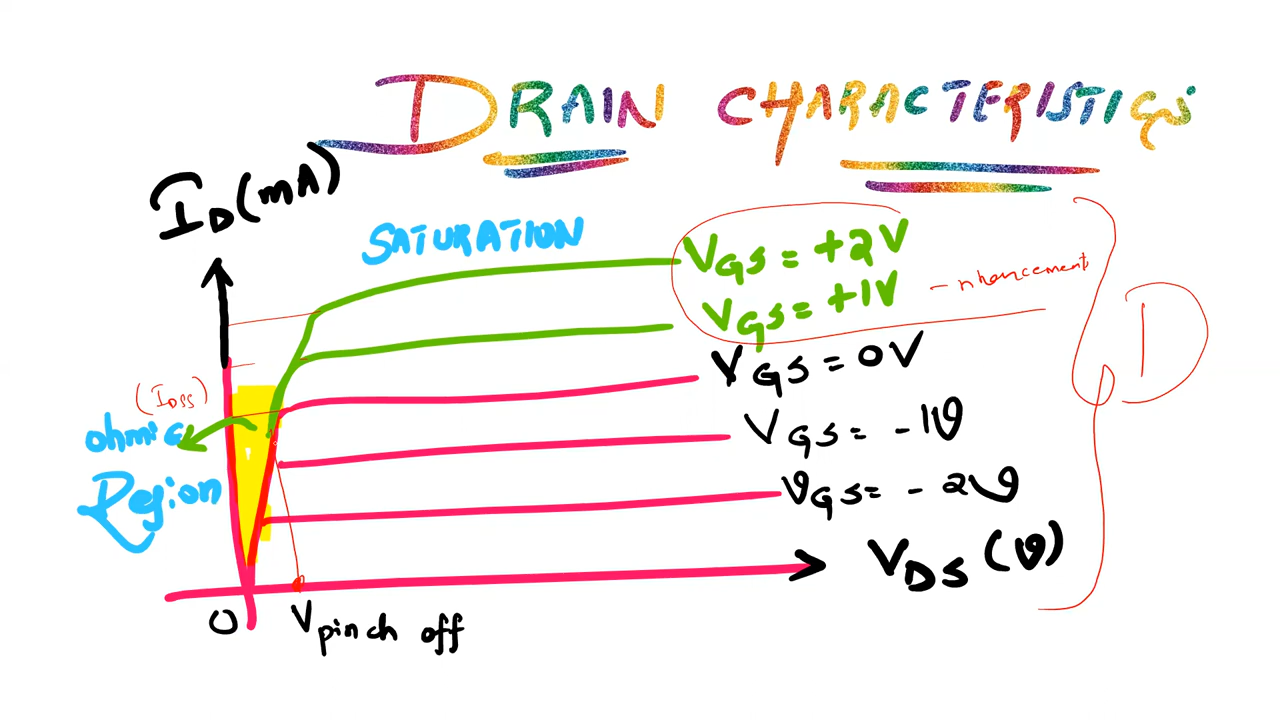 DRAIN CHARACTERISTICS
ID (mA)
SATURATION
VGS = +2V
VGS = +1V
- nhancement
D
VGS = 0V
(IDSS)
ohmic
Region
VGS = -1V
VGS = -2V
VDS (V)
0
Vpinch off